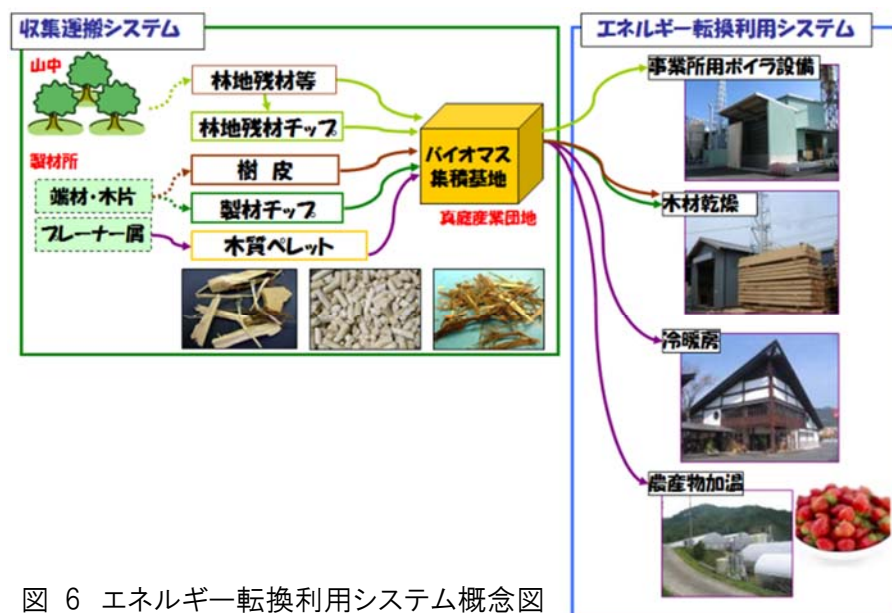 収集運搬システム
山中
林地残材等
林地残材チップ
製材所
樹皮
端材・木片
製材チップ
プレーナー屑
木質ペレット
バイオマス
集積基地
真庭産業団地
エネルギー転換利用システム
事業所用ボイラ設備
木材乾燥
冷暖房
農産物加温
図 6 エネルギー転換利用システム概念図